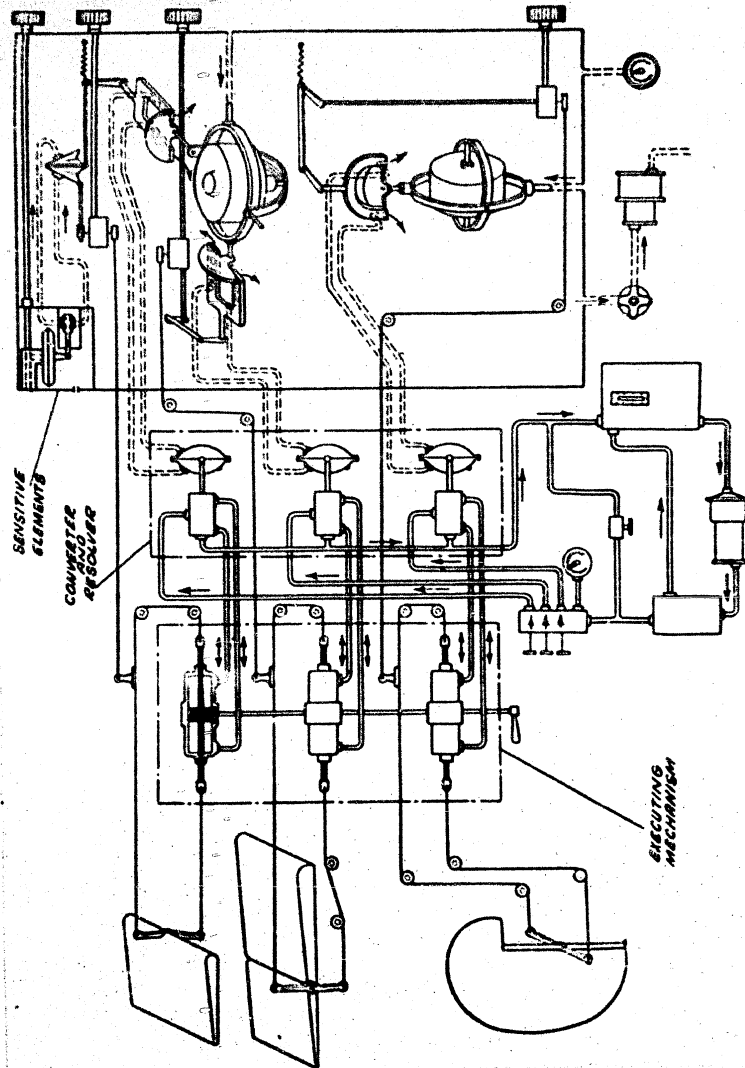 SENSITIVE
ELEMENTS
CONVERTER
AND
RESOLVER
EXECUTING
MECHANISM